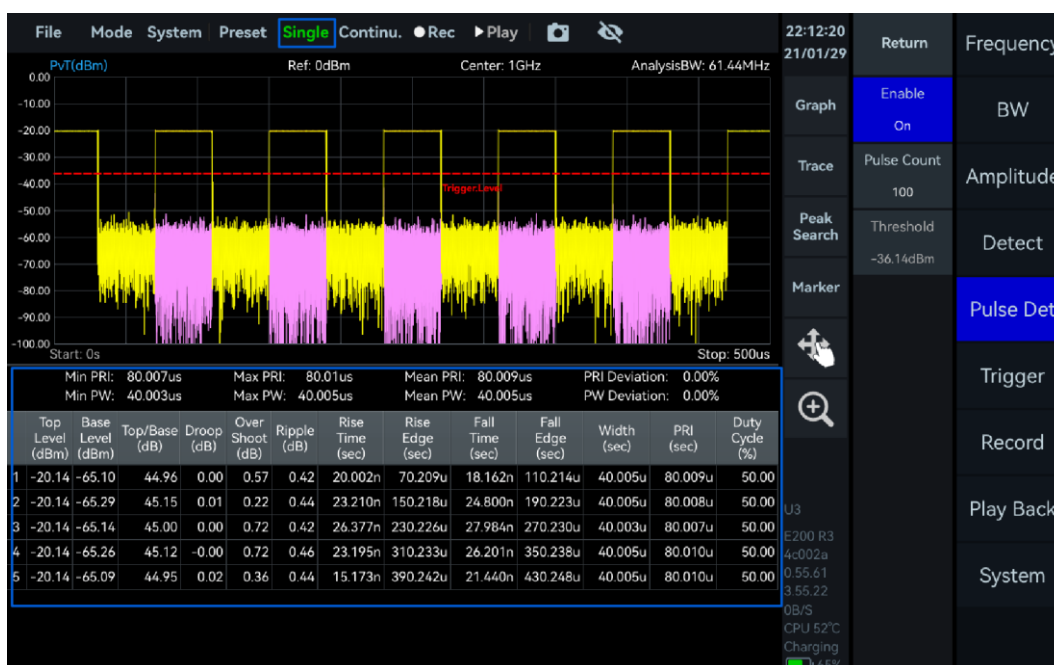 File Mode System Preset Single Continu. Rec Play
22:12:20
21/01/29
PvT(dBm) Ref: 0dBm Center: 1GHz AnalysisBW: 61.44MHz
0.00
-10.00
-20.00
-30.00
-40.00
-50.00
-60.00
-70.00
-80.00
-90.00
-100.00
Trigger Level
Start: 0s Stop: 500us
Min PRI: 80.007us Max PRI: 80.01us Mean PRI: 80.009us PRI Deviation: 0.00%
Min PW: 40.003us Max PW: 40.005us Mean PW: 40.005us PW Deviation: 0.00%
Top Level (dBm) Base Level (dBm) Top/Base (dB) Droop (dB) Over Shoot (dB) Ripple (dB) Rise Time (sec) Rise Edge (sec) Fall Time (sec) Fall Edge (sec) Width (sec) PRI (sec) Duty Cycle (%)
1 -20.14 -65.10 44.96 0.00 0.57 0.42 20.002n 70.209u 18.162n 110.214u 40.005u 80.009u 50.00
2 -20.14 -65.29 45.15 0.01 0.22 0.44 23.210n 150.218u 24.800n 190.223u 40.005u 80.008u 50.00
3 -20.14 -65.14 45.00 0.00 0.72 0.42 26.377n 230.226u 27.984n 270.230u 40.003u 80.007u 50.00
4 -20.14 -65.26 45.12 -0.00 0.72 0.46 23.195n 310.233u 26.201n 350.238u 40.005u 80.010u 50.00
5 -20.14 -65.09 44.95 0.02 0.36 0.44 15.173n 390.242u 21.440n 430.248u 40.005u 80.010u 50.00
Graph
Trace
Peak
Search
Marker
U3
E200 R3
4c002a
0.55.61
3.55.22
0B/S
CPU 52°C
Charging
65%
Return
Enable
On
Pulse Count
100
Threshold
-36.14dBm
Frequency
BW
Amplitude
Detect
Pulse Det
Trigger
Record
Play Back
System